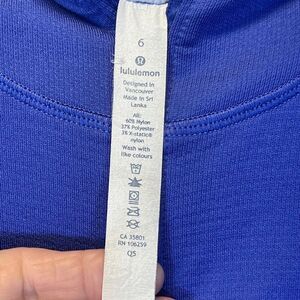 6
lululemon
Designed in
Vancouver
Made in Sri
Lanka
All:
60% Nylon
37% Polyester
3% X-static®
nylon
Wash with
like colours
CA 35801
RN 106259
Q5